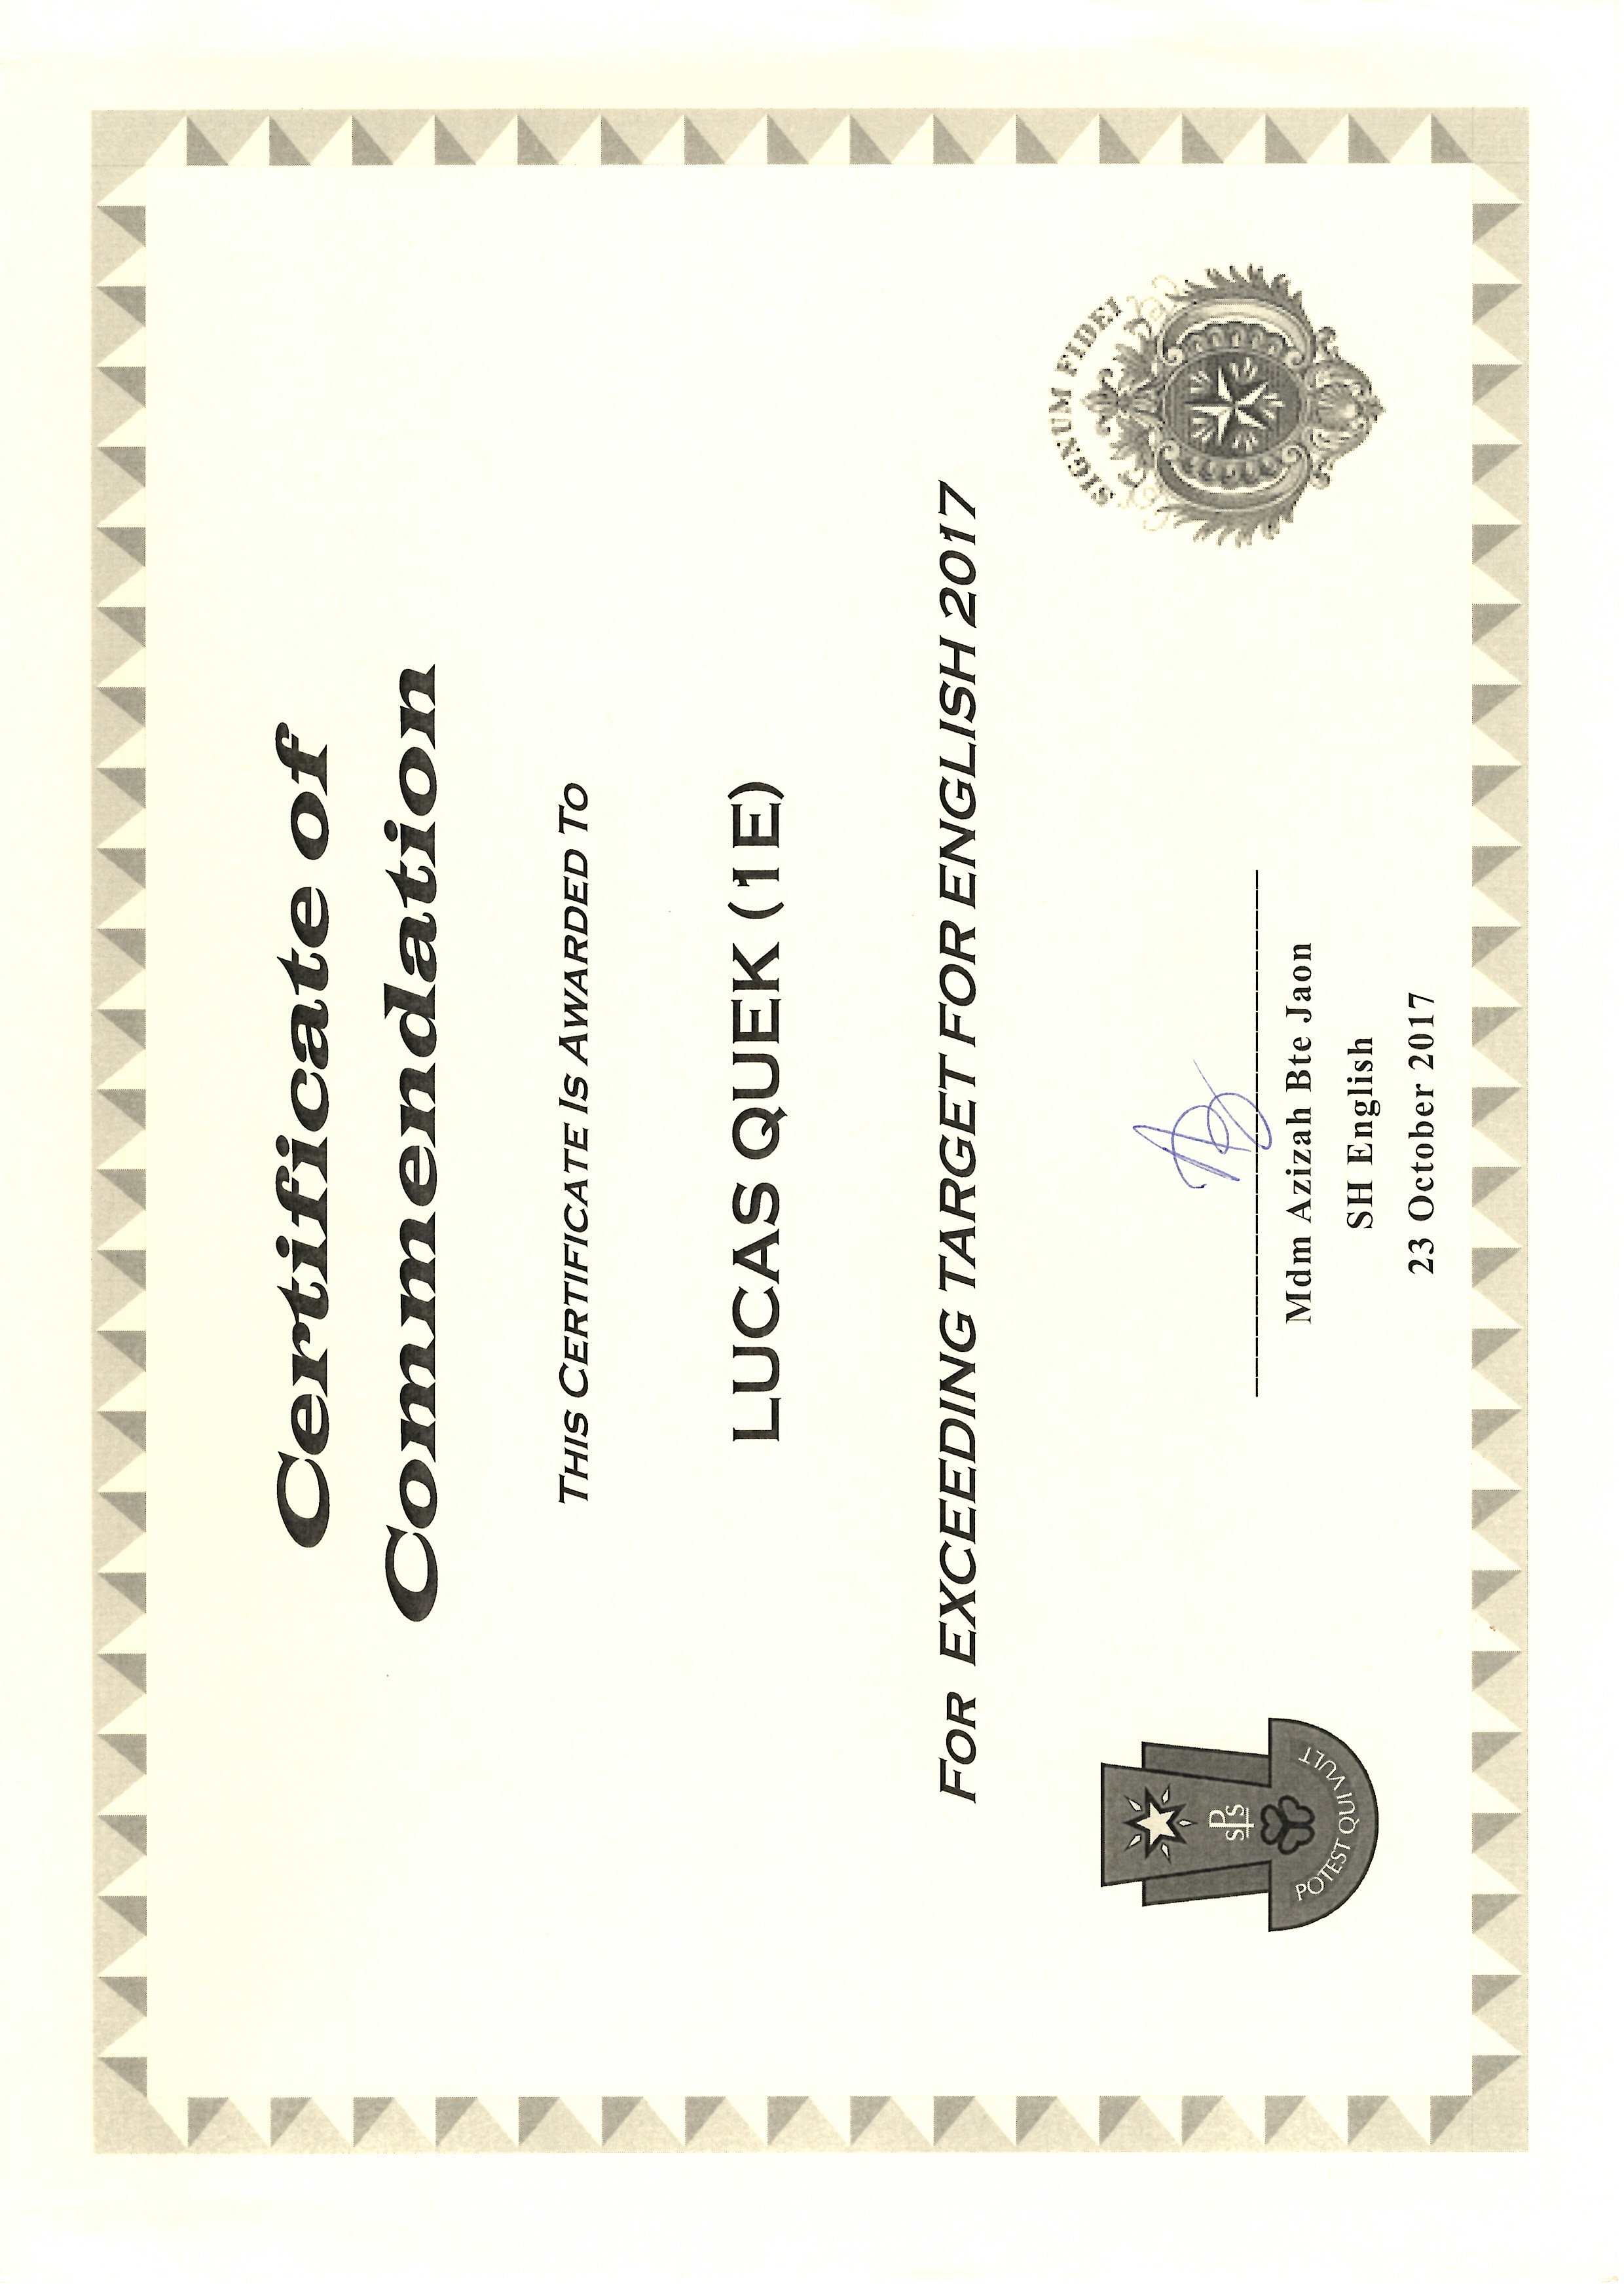 Certificate of
Commendation
THIS CERTIFICATE IS AWARDED TO
LUCAS QUEK (1E)
FOR EXCEEDING TARGET FOR ENGLISH 2017
SIGNUM FIDEI
SPS
POTEST QUI VULT
Mdm Azizah Bte Jaon
SH English
23 October 2017